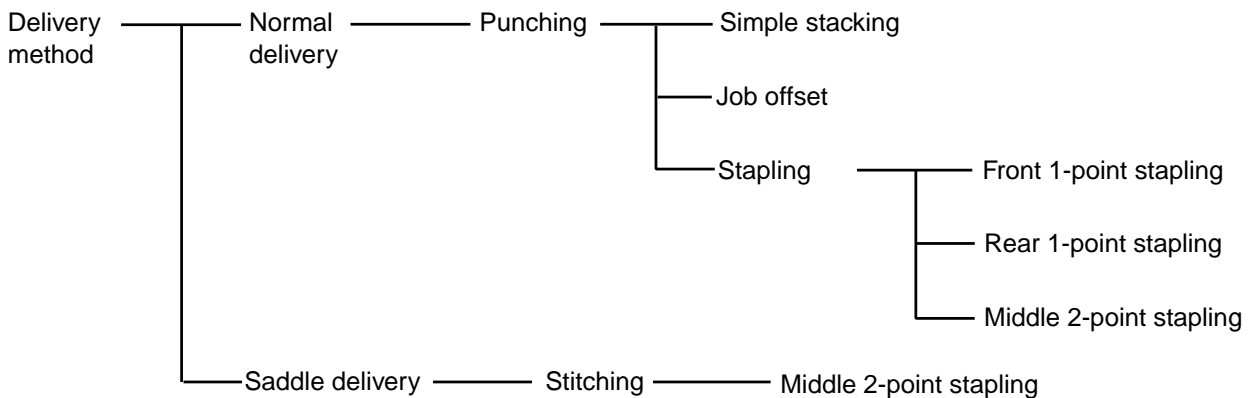 Delivery
method
Normal
delivery
Punching
Simple stacking
Job offset
Stapling
Front 1-point stapling
Rear 1-point stapling
Middle 2-point stapling
Saddle delivery
Stitching
Middle 2-point stapling